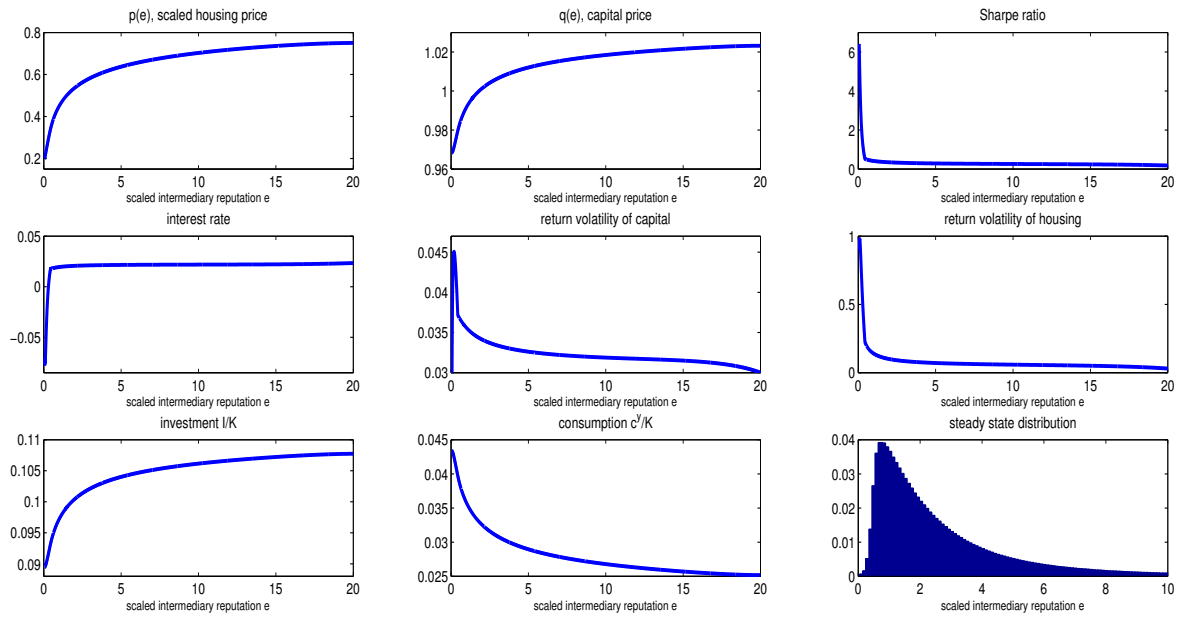 p(e), scaled housing price
0.8
0.6
0.4
0.2
0 5 10 15 20
scaled intermediary reputation e
q(e), capital price
1.02
1
0.98
0.96
0 5 10 15 20
scaled intermediary reputation e
Sharpe ratio
6
4
2
0
0 5 10 15 20
scaled intermediary reputation e
interest rate
0.05
0
−0.05
0 5 10 15 20
scaled intermediary reputation e
return volatility of capital
0.045
0.04
0.035
0.03
0 5 10 15 20
scaled intermediary reputation e
return volatility of housing
1
0.5
0
0 5 10 15 20
scaled intermediary reputation e
investment I/K
0.11
0.105
0.1
0.095
0.09
0 5 10 15 20
scaled intermediary reputation e
consumption c^y/K
0.045
0.04
0.035
0.03
0.025
0 5 10 15 20
scaled intermediary reputation e
steady state distribution
0.04
0.03
0.02
0.01
0
0 2 4 6 8 10
scaled intermediary reputation e